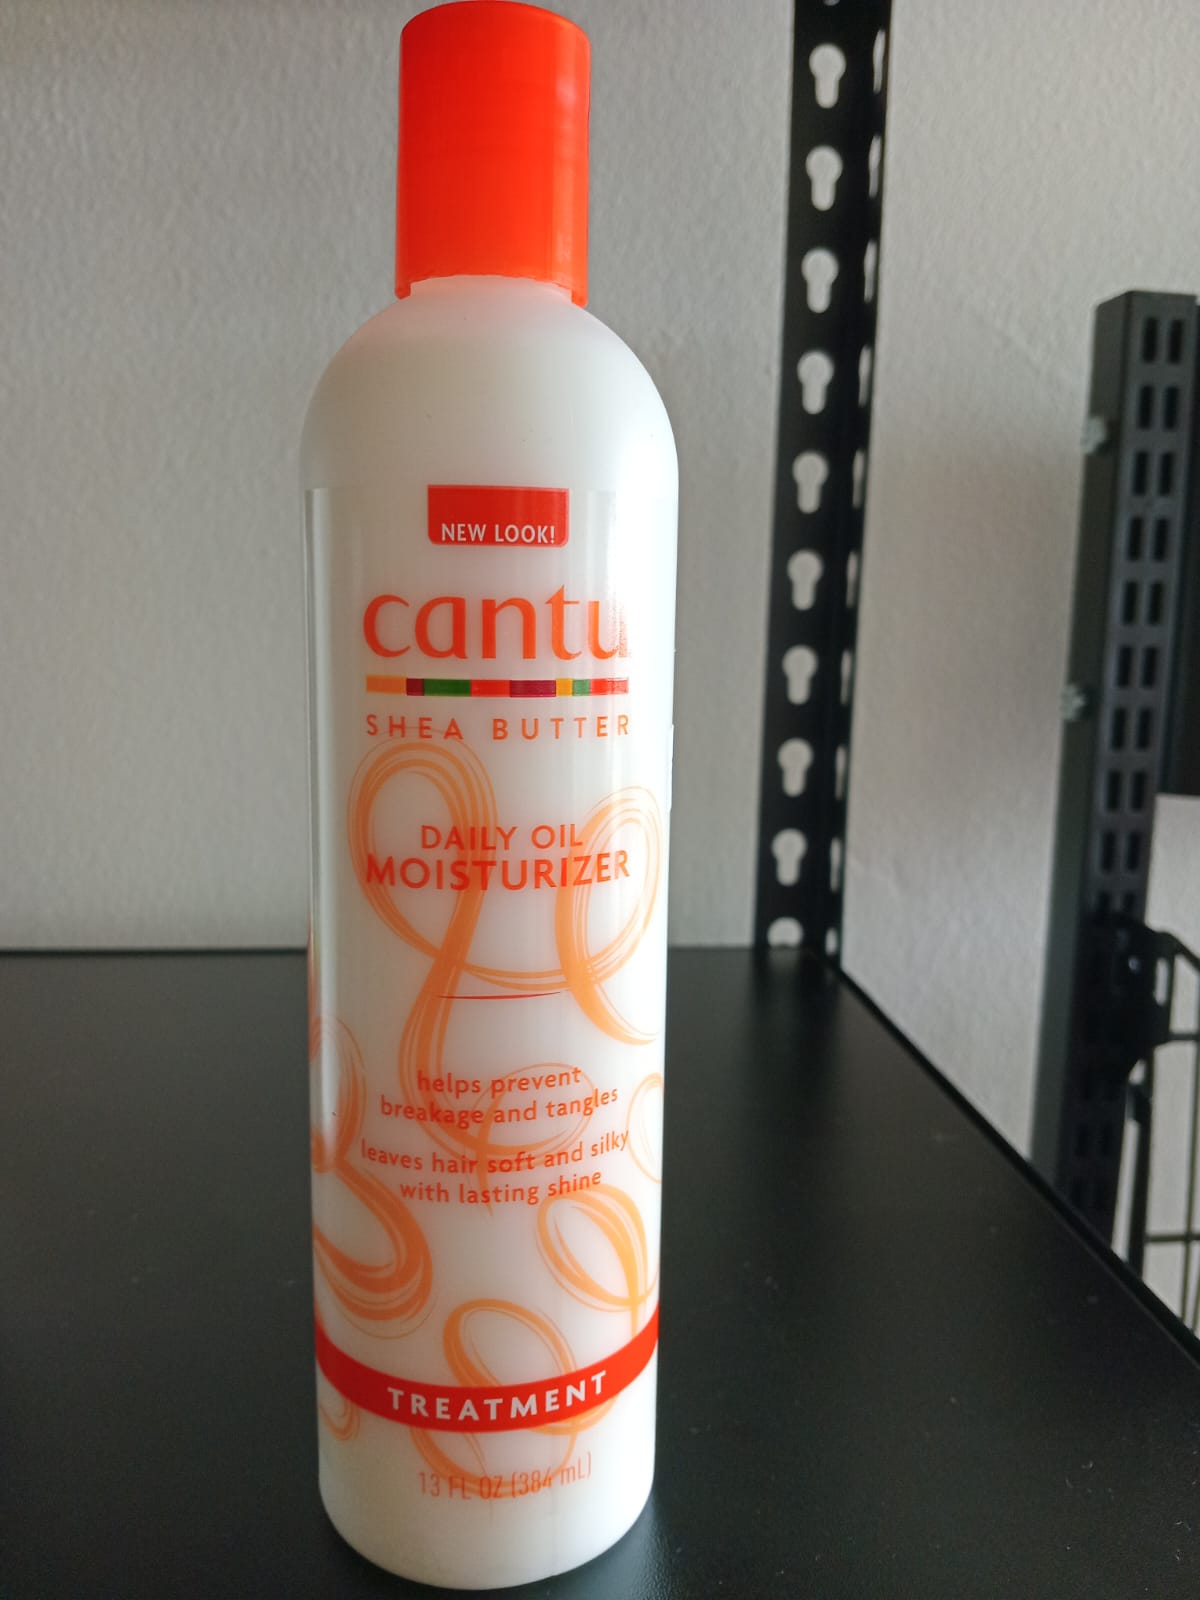 NEW LOOK!
cantu
SHEA BUTTER
DAILY OIL
MOISTURIZER
helps prevent
breakage and tangles
leaves hair soft and silky
with lasting shine
TREATMENT
13 FL OZ (384 mL)